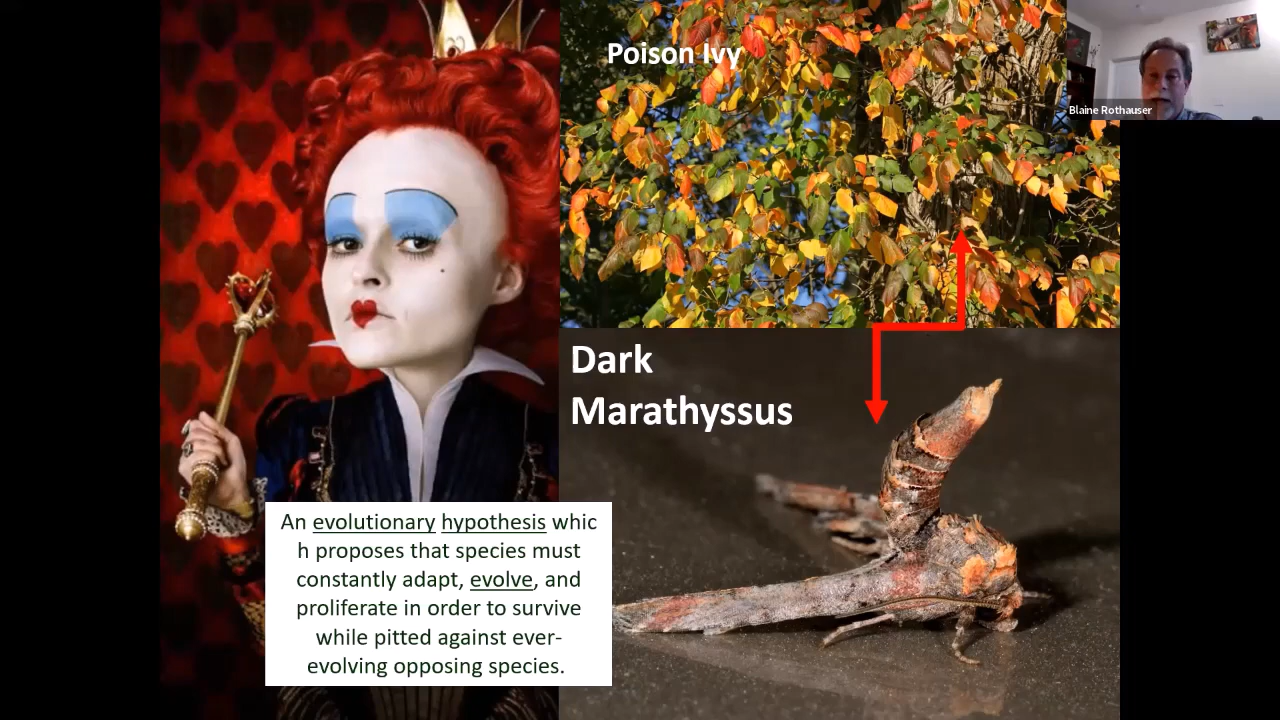 Poison Ivy
Blaine Rothauser
Dark
Marathyssus
An evolutionary hypothesis whic
h proposes that species must
constantly adapt, evolve, and
proliferate in order to survive
while pitted against ever-
evolving opposing species.